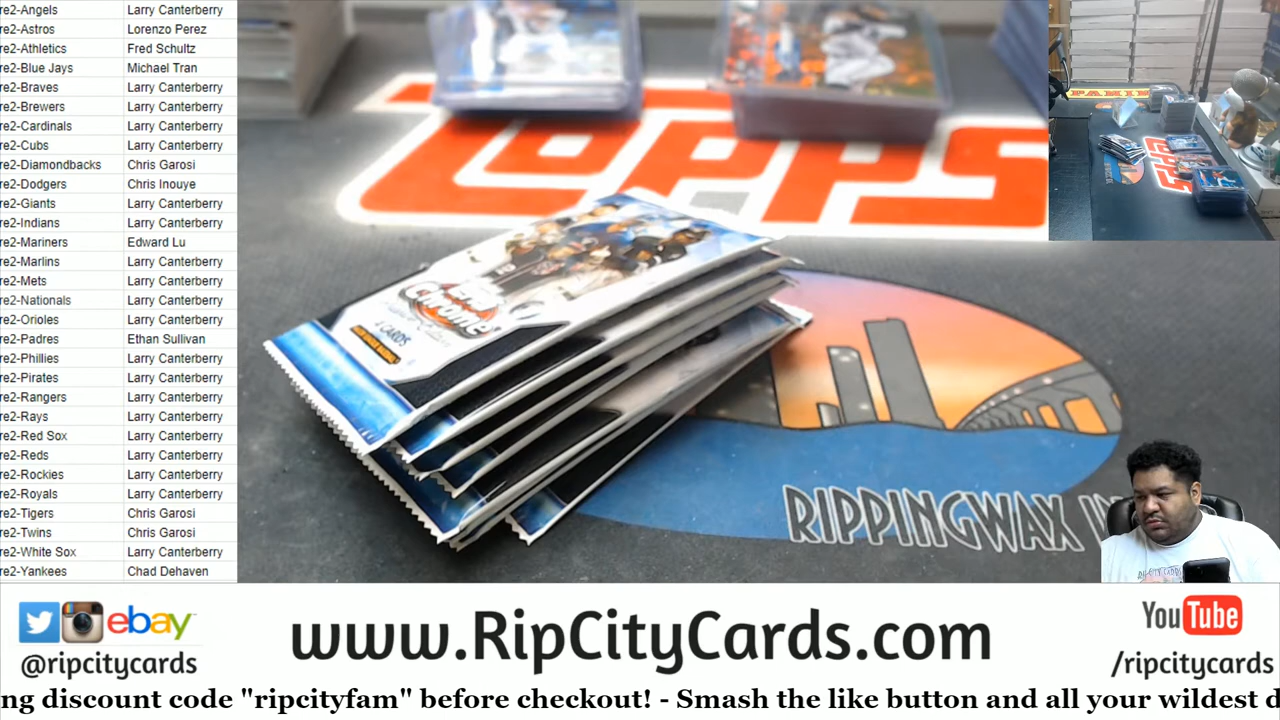 re2-Angels Larry Canterberry
re2-Astros Lorenzo Perez
re2-Athletics Fred Schultz
re2-Blue Jays Michael Tran
re2-Braves Larry Canterberry
re2-Brewers Larry Canterberry
re2-Cardinals Larry Canterberry
re2-Cubs Larry Canterberry
re2-Diamondbacks Chris Garosi
re2-Dodgers Chris Inouye
re2-Giants Larry Canterberry
re2-Indians Larry Canterberry
re2-Mariners Edward Lu
re2-Marlins Larry Canterberry
re2-Mets Larry Canterberry
re2-Nationals Larry Canterberry
re2-Orioles Larry Canterberry
re2-Padres Ethan Sullivan
re2-Phillies Larry Canterberry
re2-Pirates Larry Canterberry
re2-Rangers Larry Canterberry
re2-Rays Larry Canterberry
re2-Red Sox Larry Canterberry
re2-Reds Larry Canterberry
re2-Rockies Larry Canterberry
re2-Royals Larry Canterberry
re2-Tigers Chris Garosi
re2-Twins Chris Garosi
re2-White Sox Larry Canterberry
re2-Yankees Chad Dehaven
TOPPS
PANINI
Chrome
4 CARDS
RIPPINGWAX
ebay
@ripcitycards
www.RipCityCards.com
YouTube
/ripcitycards
ng discount code "ripcityfam" before checkout! - Smash the like button and all your wildest d